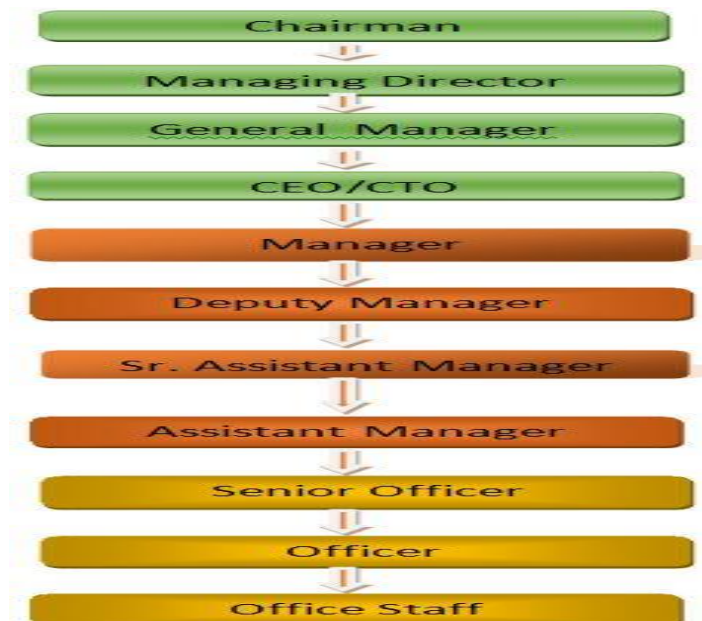 Chairman
Managing Director
General Manager
CEO/CTO
Manager
Deputy Manager
Sr. Assistant Manager
Assistant Manager
Senior Officer
Officer
Office Staff